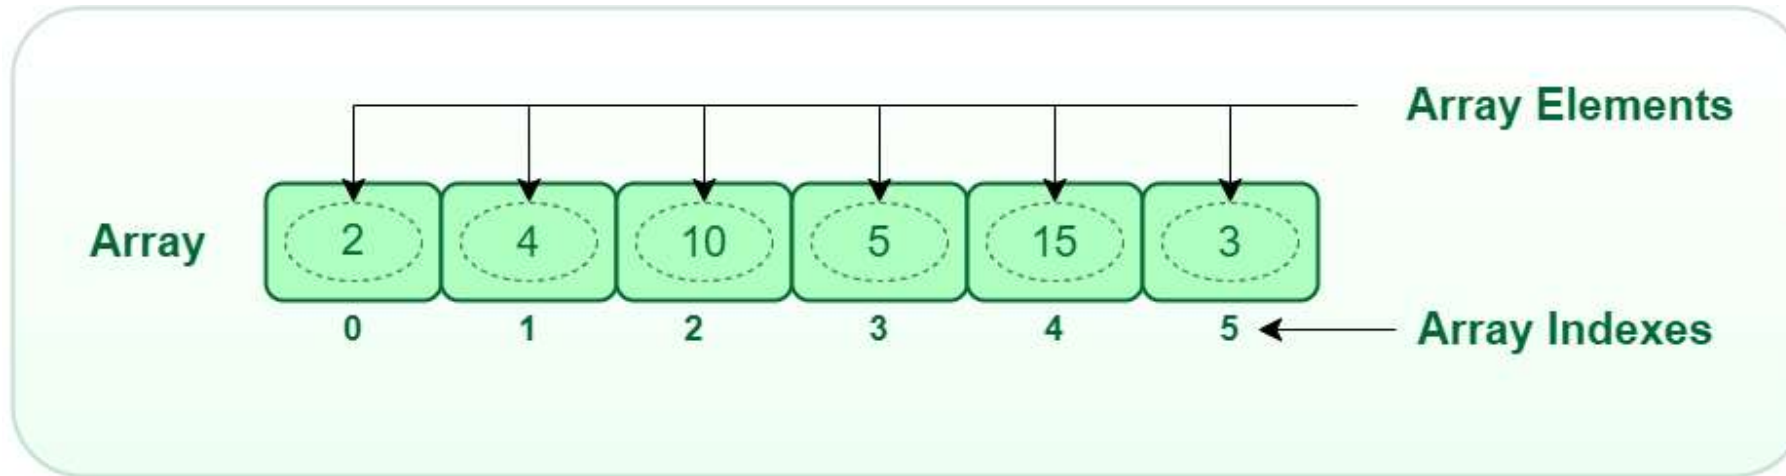 Array Elements
Array 2 4 10 5 15 3
0 1 2 3 4 5 Array Indexes